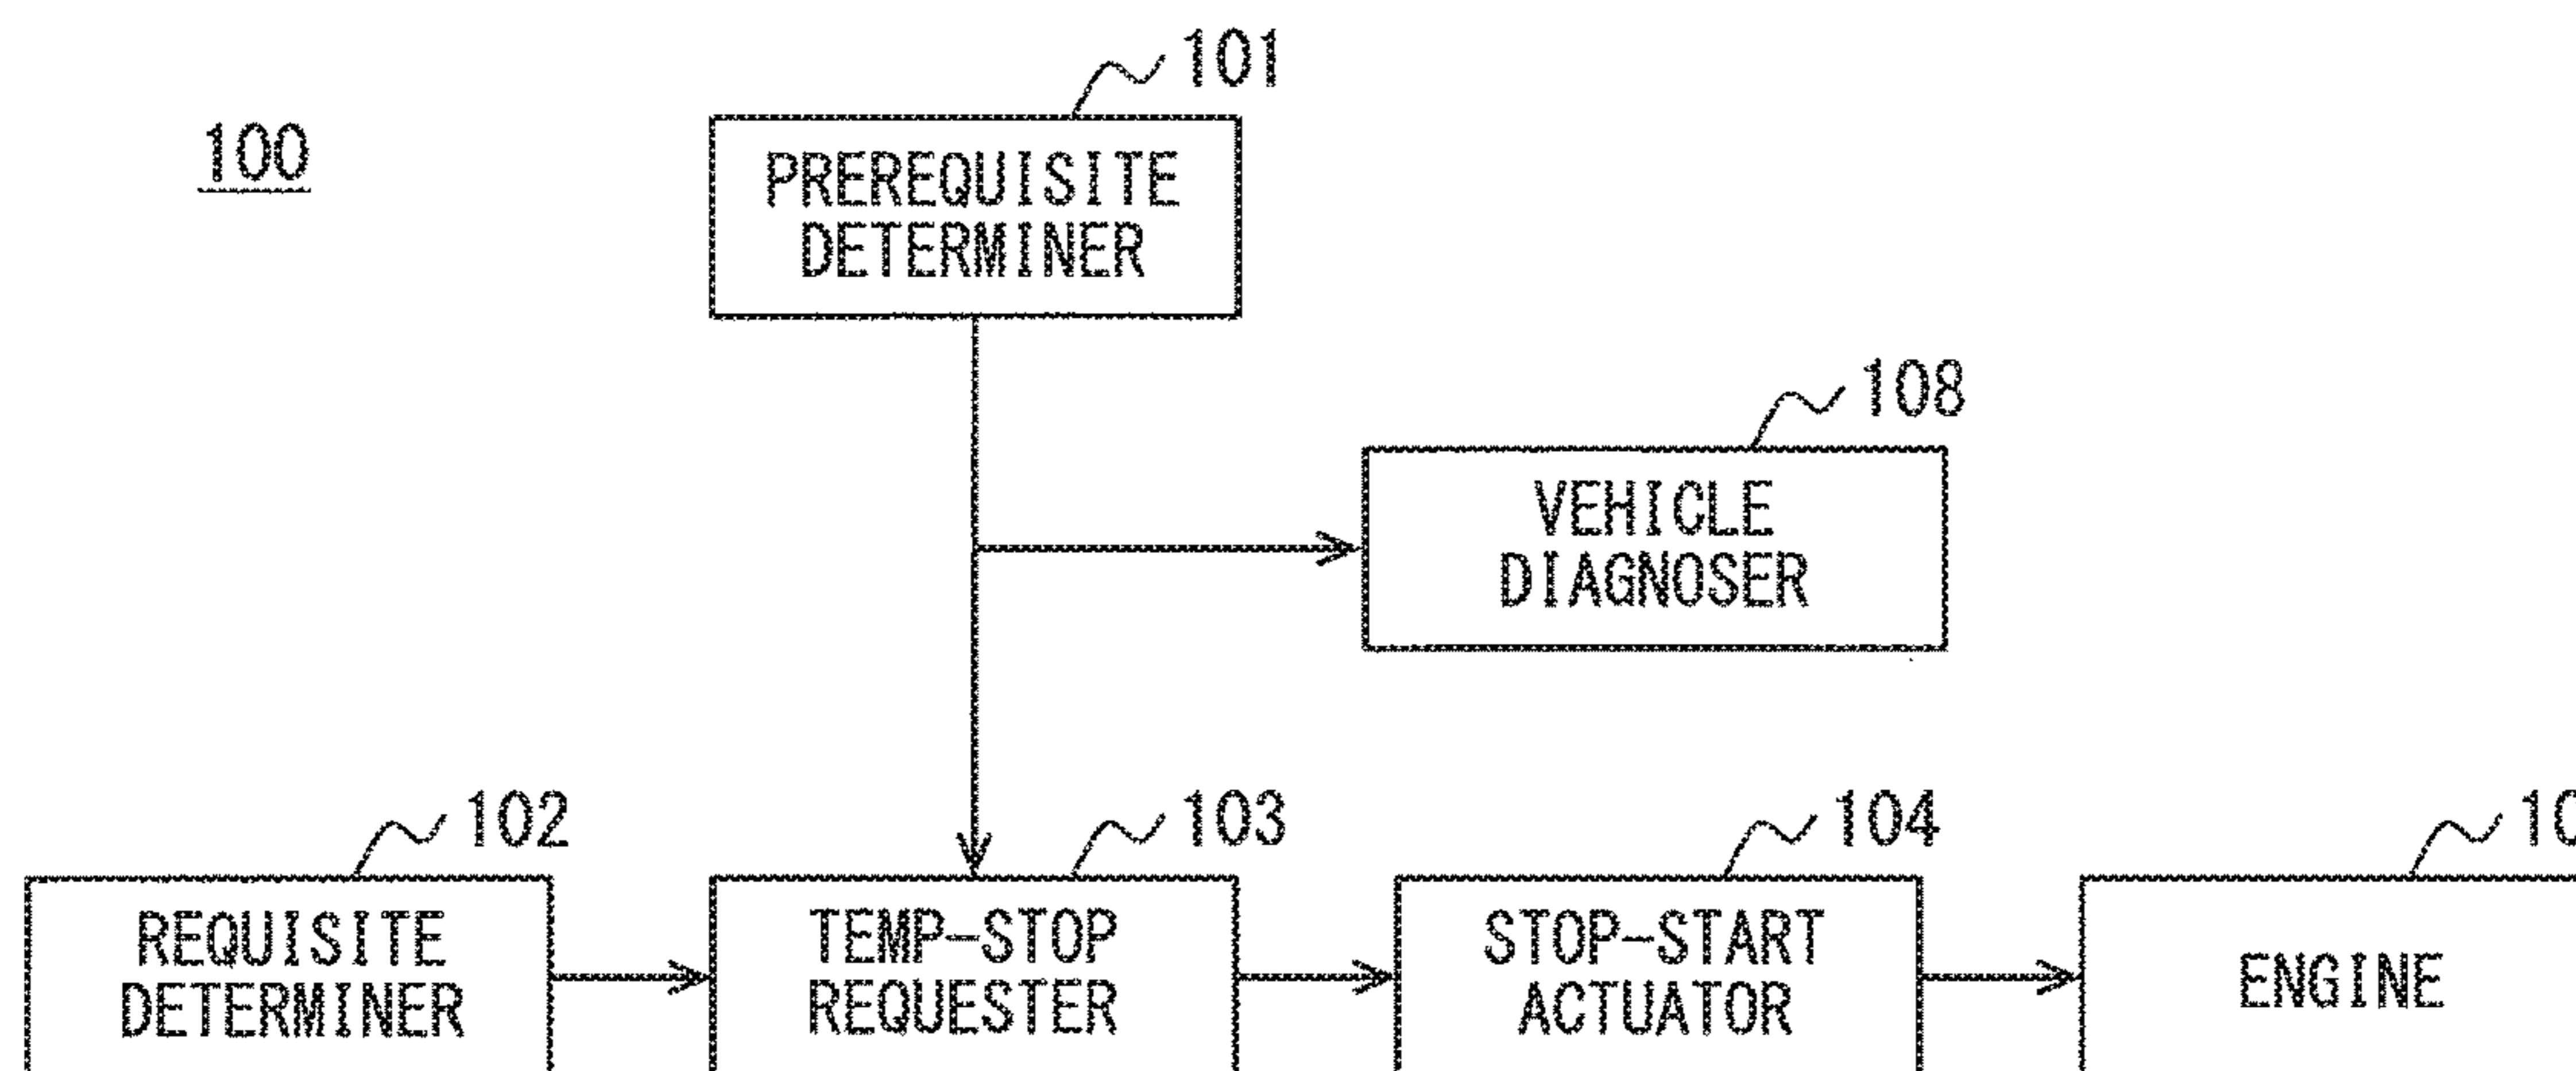 101
100
PREREQUISITE
DETERMINER
108
VEHICLE
DIAGNOSER
102
103
104
REQUISITE
DETERMINER
TEMP-STOP
REQUESTER
STOP-START
ACTUATOR
ENGINE